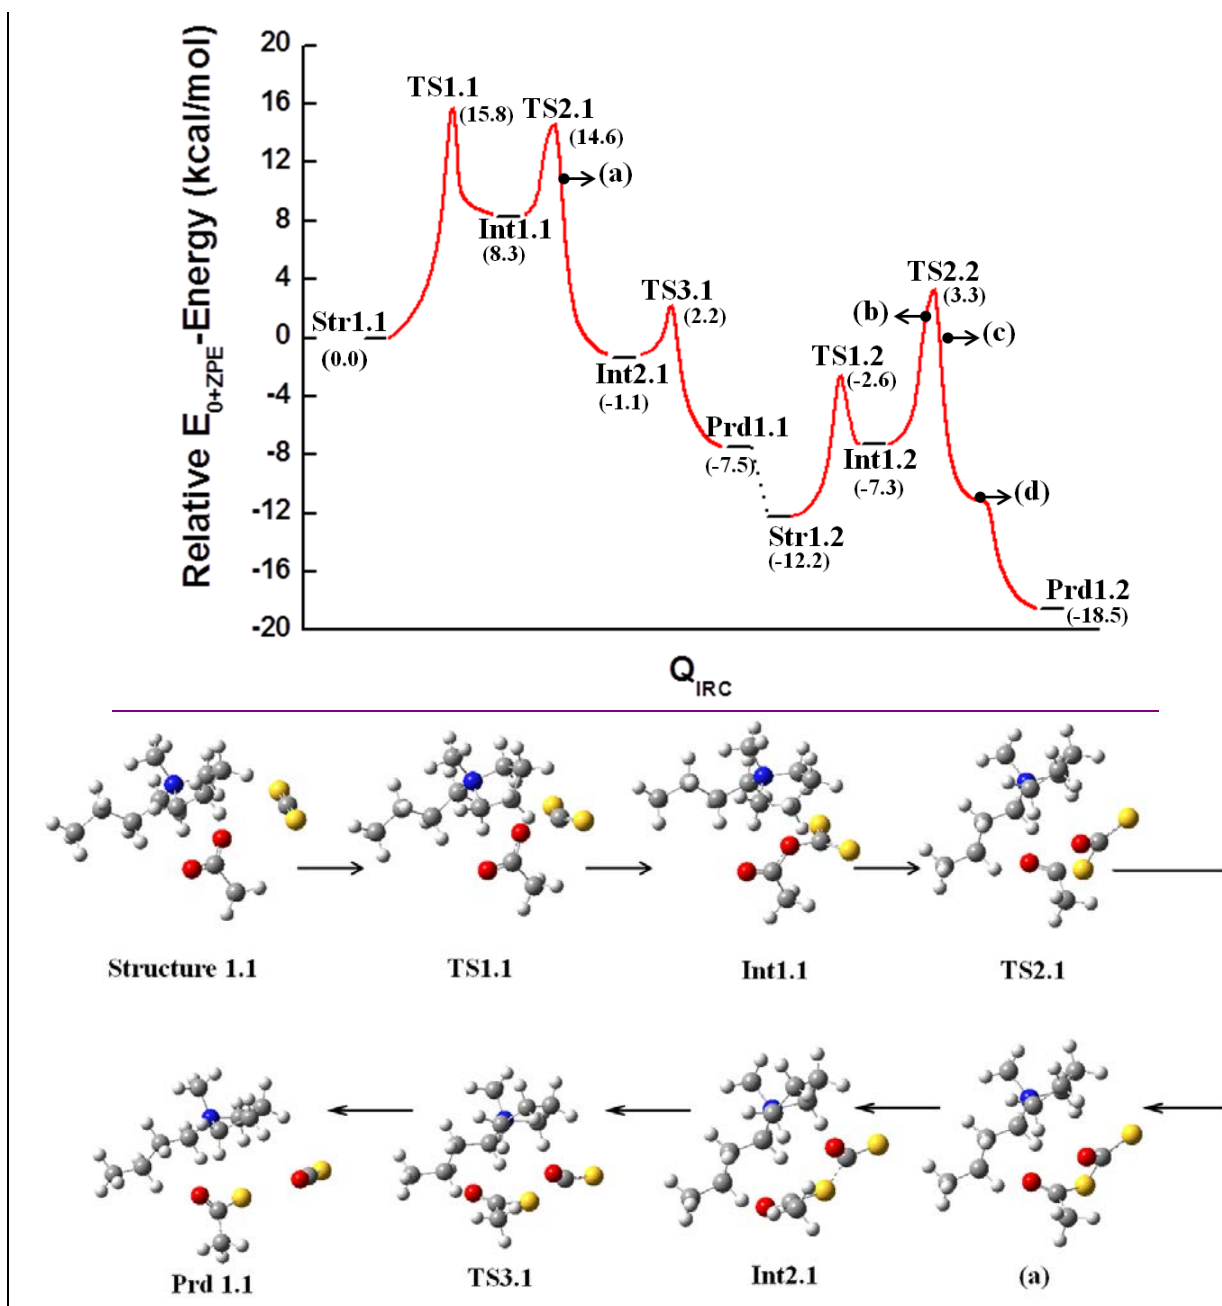 Relative E0+ZPE-Energy (kcal/mol)
20
16
12
8
4
0
-4
-8
-12
-16
-20
TS1.1
(15.8)
TS2.1
(14.6)
(a)
Int1.1
(8.3)
Str1.1
(0.0)
TS3.1
(2.2)
Int2.1
(-1.1)
Prd1.1
(-7.5)
Str1.2
(-12.2)
TS1.2
(-2.6)
Int1.2
(-7.3)
TS2.2
(3.3)
(b)
(c)
(d)
Prd1.2
(-18.5)
QIRC
Structure 1.1
TS1.1
Int1.1
TS2.1
Prd 1.1
TS3.1
Int2.1
(a)